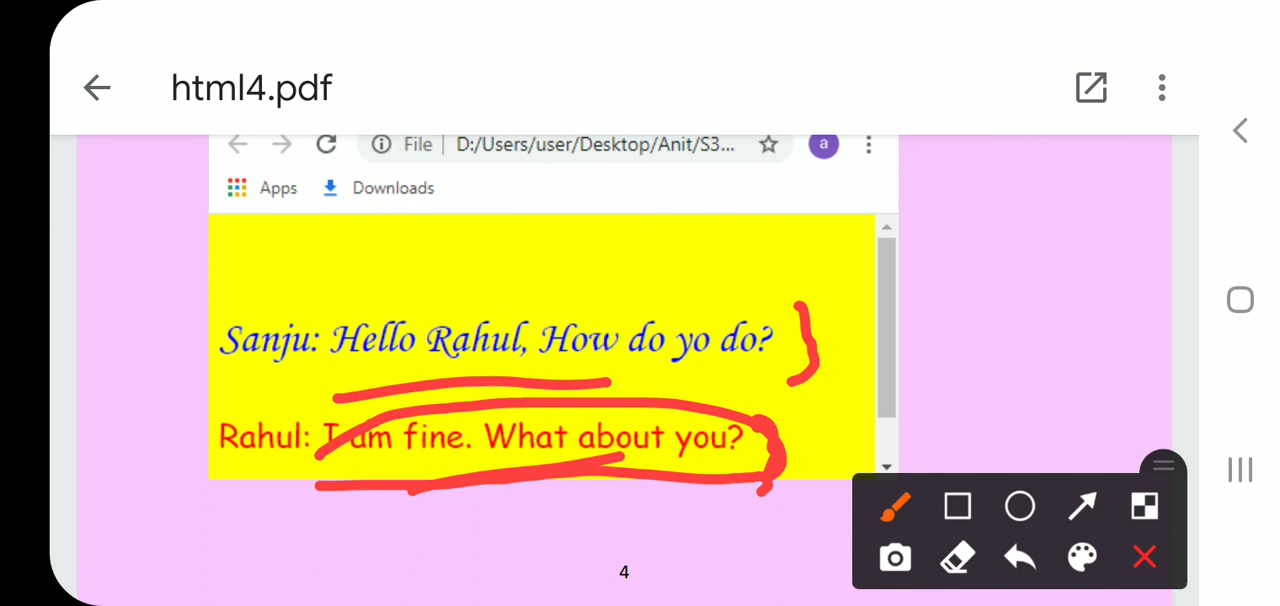 html4.pdf
File D:/Users/user/Desktop/Anit/S3... a
Apps Downloads
Sanju: Hello Rahul, How do yo do?
Rahul: I am fine. What about you?
4